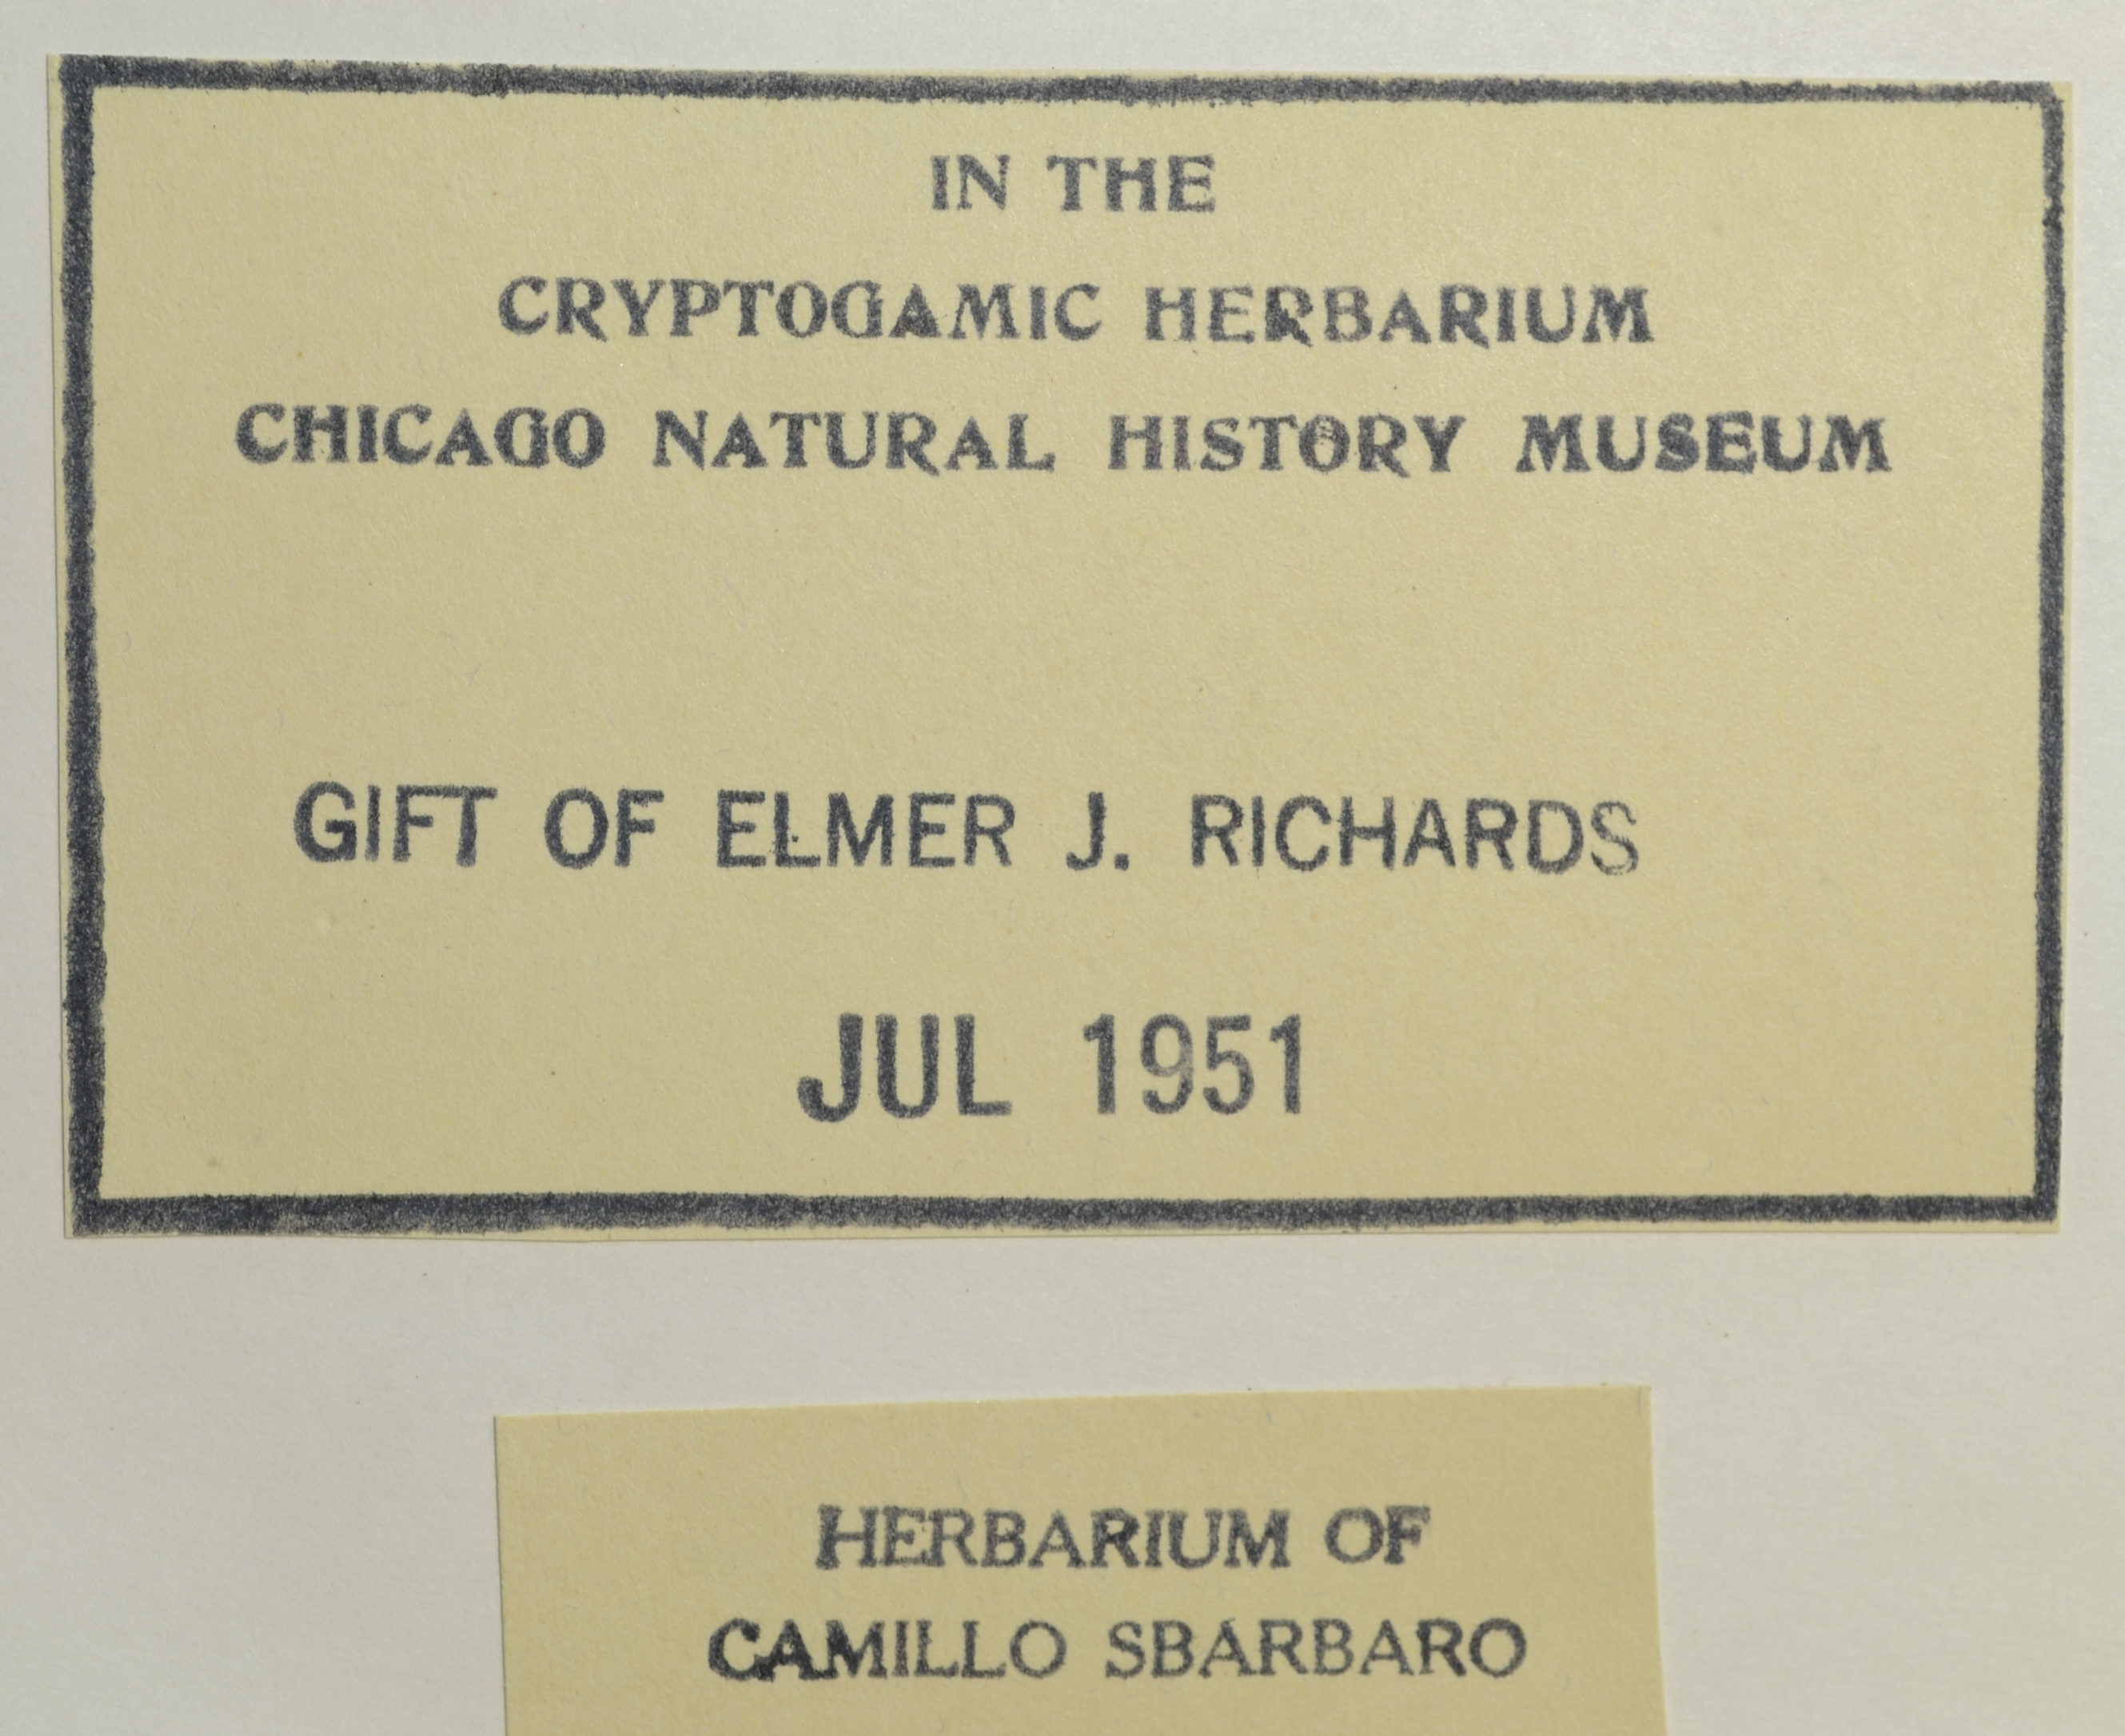 IN THE
CRYPTOGAMIC HERBARIUM
CHICAGO NATURAL HISTORY MUSEUM
GIFT OF ELMER J. RICHARDS
JUL 1951
HERBARIUM OF
CAMILLO SBARBARO